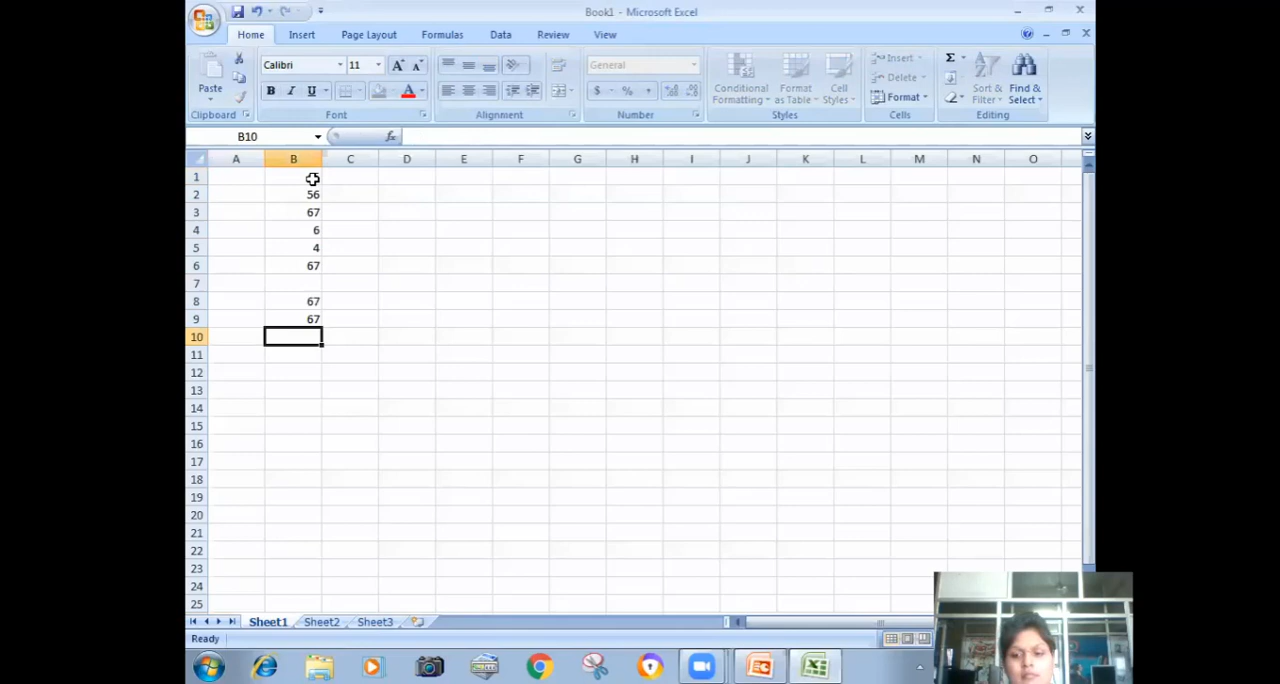 Book1 - Microsoft Excel
Home Insert Page Layout Formulas Data Review View
Paste
Calibri 11
General
Conditional Formatting
Format as Table
Cell Styles
Insert
Delete
Format
Sort & Filter
Find & Select
Clipboard Font Alignment Number Styles Cells Editing
B10 fx
A B C D E F G H I J K L M N O
1
2 56
3 67
4 6
5 4
6 67
7
8 67
9 67
10
11
12
13
14
15
16
17
18
19
20
21
22
23
24
25
Sheet1 Sheet2 Sheet3
Ready